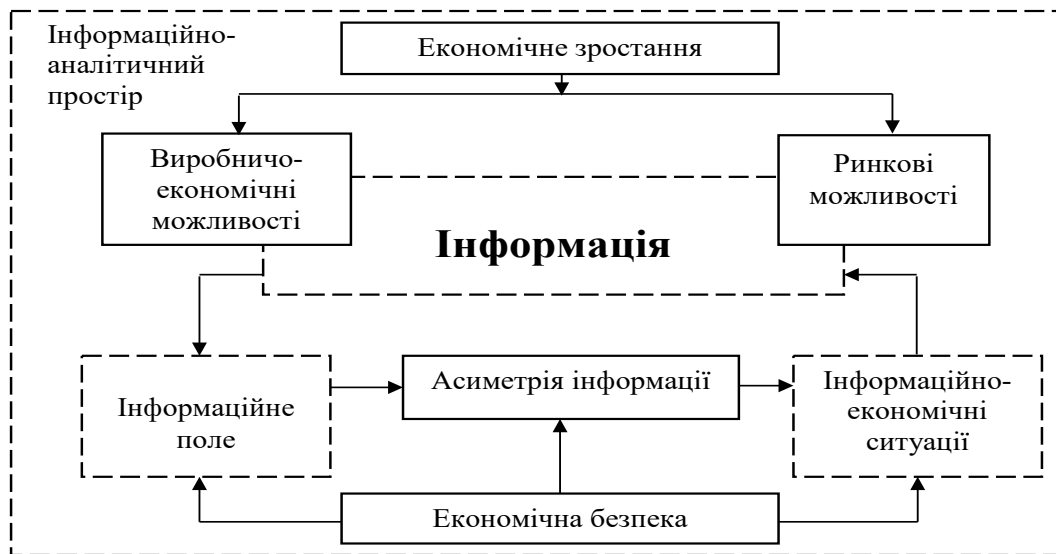 Інформаційно-
аналітичний
простір
Економічне зростання
Виробничо-
економічні
можливості
Ринкові
можливості
Інформація
Інформаційне
поле
Асиметрія інформації
Інформаційно-
економічні
ситуації
Економічна безпека